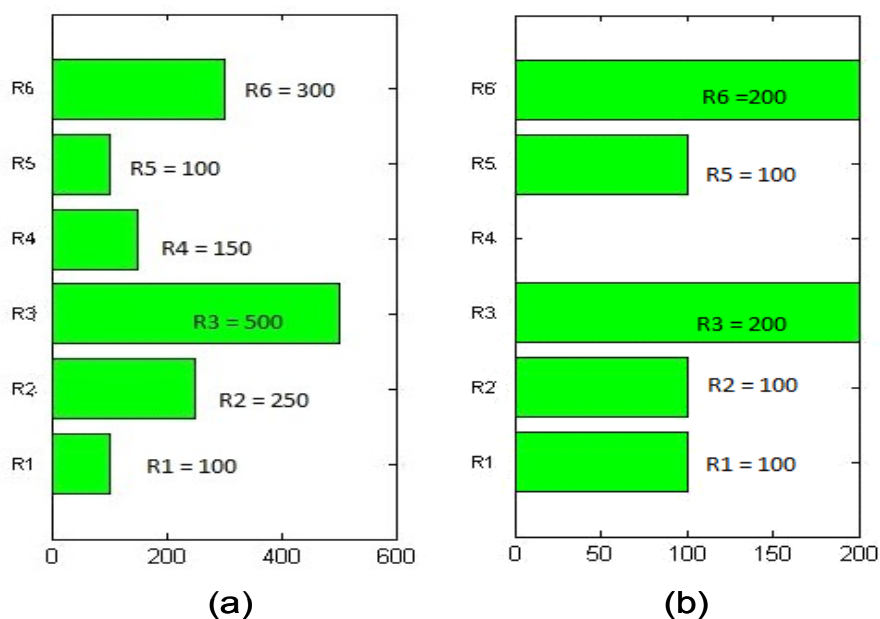 R6
R6 = 300
R5
R5 = 100
R4
R4 = 150
R3
R3 = 500
R2
R2 = 250
R1
R1 = 100
0 200 400 600
(a)
R6
R6 =200
R5
R5 = 100
R4
R3
R3 = 200
R2
R2 = 100
R1
R1 = 100
0 50 100 150 200
(b)